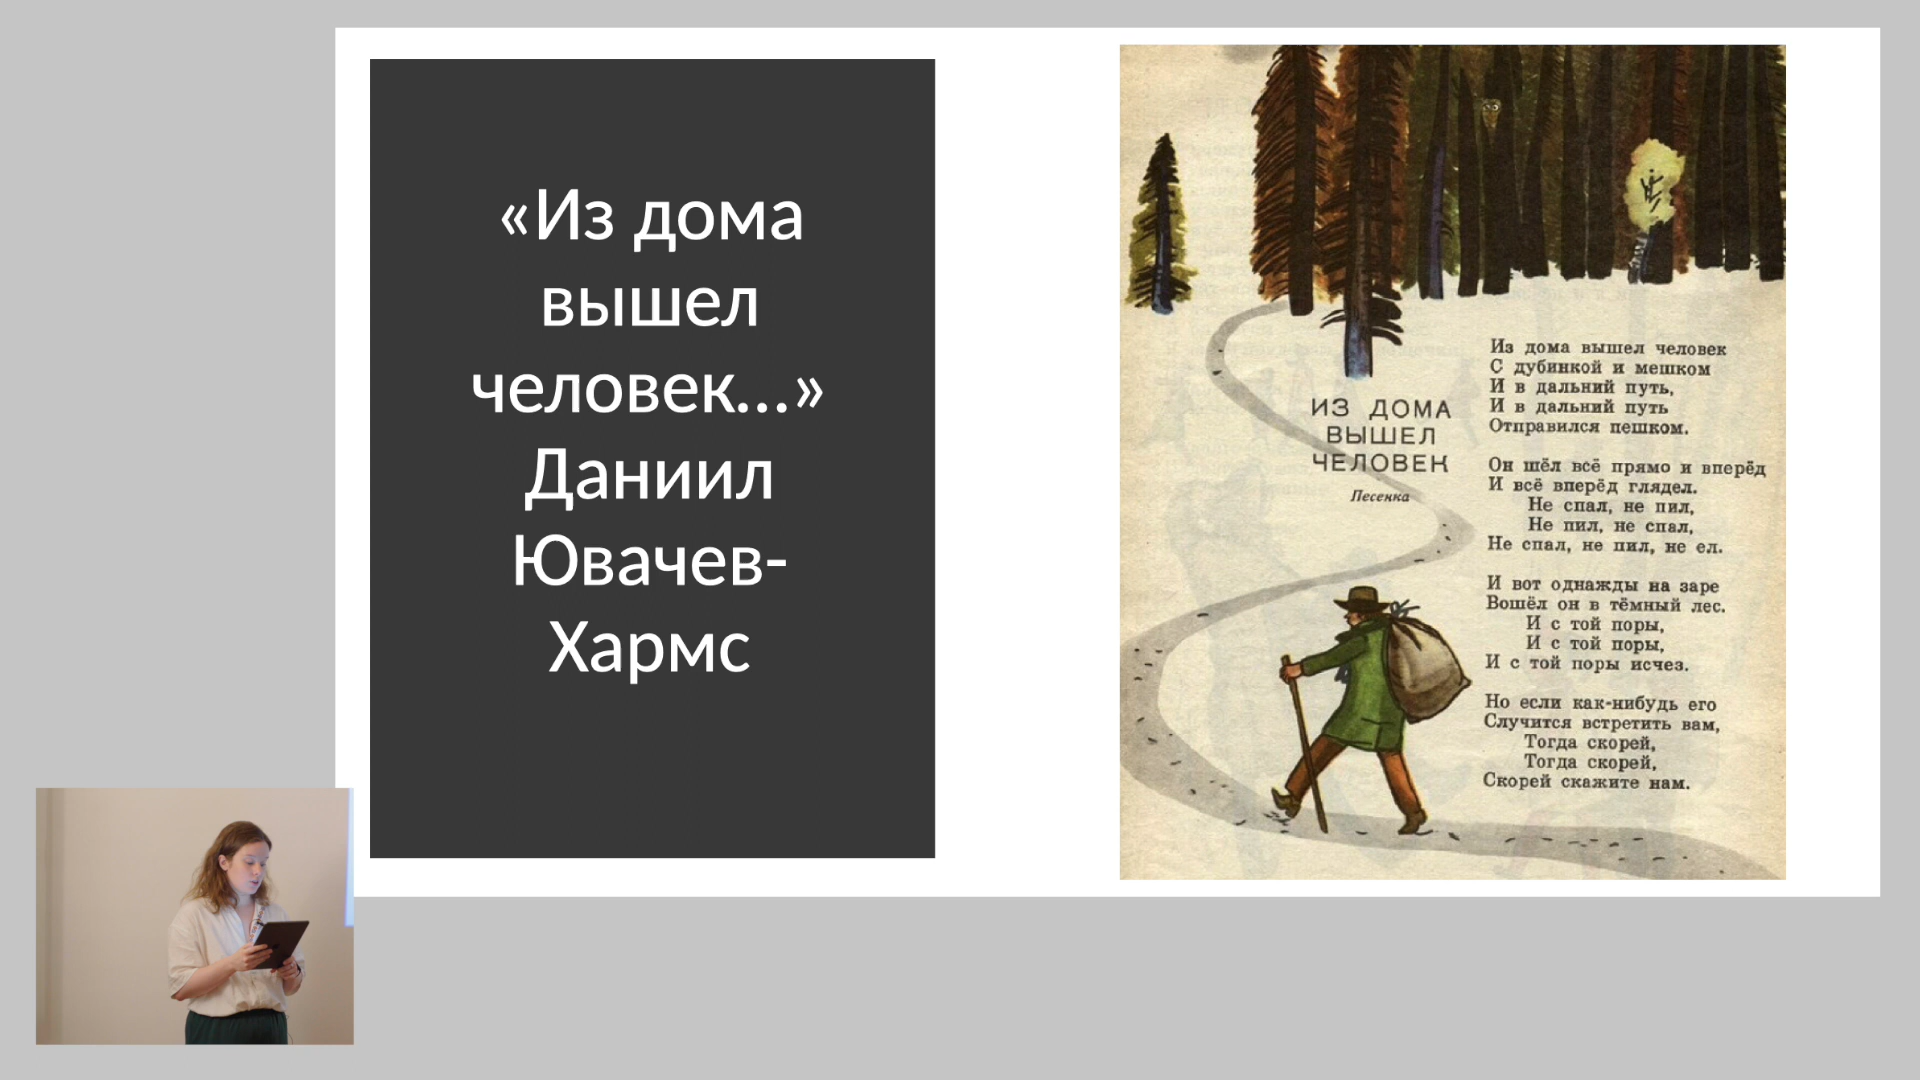 «Из дома
вышел
человек...»
Даниил
Ювачев-
Хармс
ИЗ ДОМА
ВЫШЕЛ
ЧЕЛОВЕК
Песенка
Из дома вышел человек
С дубинкой и мешком
И в дальний путь,
И в дальний путь
Отправился пешком.
Он шёл всё прямо и вперёд
И всё вперёд глядел.
Не спал, не пил,
Не пил, не спал,
Не спал, не пил, не ел.
И вот однажды на заре
Вошёл он в тёмный лес.
И с той поры,
И с той поры,
И с той поры исчез.
Но если как-нибудь его
Случится встретить вам,
Тогда скорей,
Тогда скорей,
Скорей скажите нам.